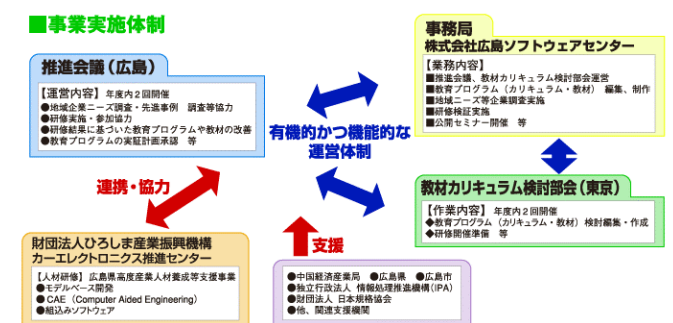 ■事業実施体制
推進会議（広島）
【運営内容】 年度内２回開催
●地域企業ニーズ調査・先進事例　調査等協力
●研修実施・参加協力
●研修結果に基づいた教育プログラムや教材の改善
●教育プログラムの実証計画承認　等
事務局
株式会社広島ソフトウェアセンター
【業務内容】
■推進会議、教材カリキュラム検討部会運営
■教育プログラム（カリキュラム・教材） 編集、制作
■地域ニーズ等企業調査実施
■研修検証実施
■公開セミナー開催　等
有機的かつ機能的な
運営体制
連携・協力
教材カリキュラム検討部会（東京）
【作業内容】 年度内２回開催
◆教育プログラム（カリキュラム・教材）検討編集・作成
◆研修開催準備　等
財団法人ひろしま産業振興機構
カーエレクトロニクス推進センター
【人材研修】 広島県高度産業人材養成等支援事業
●モデルベース開発
●CAE（Computer Aided Engineering）
●組込みソフトウェア
支援
●中国経済産業局　●広島県　●広島市
●独立行政法人 情報処理推進機構(IPA)
●財団法人 日本規格協会
●他、関連支援機関